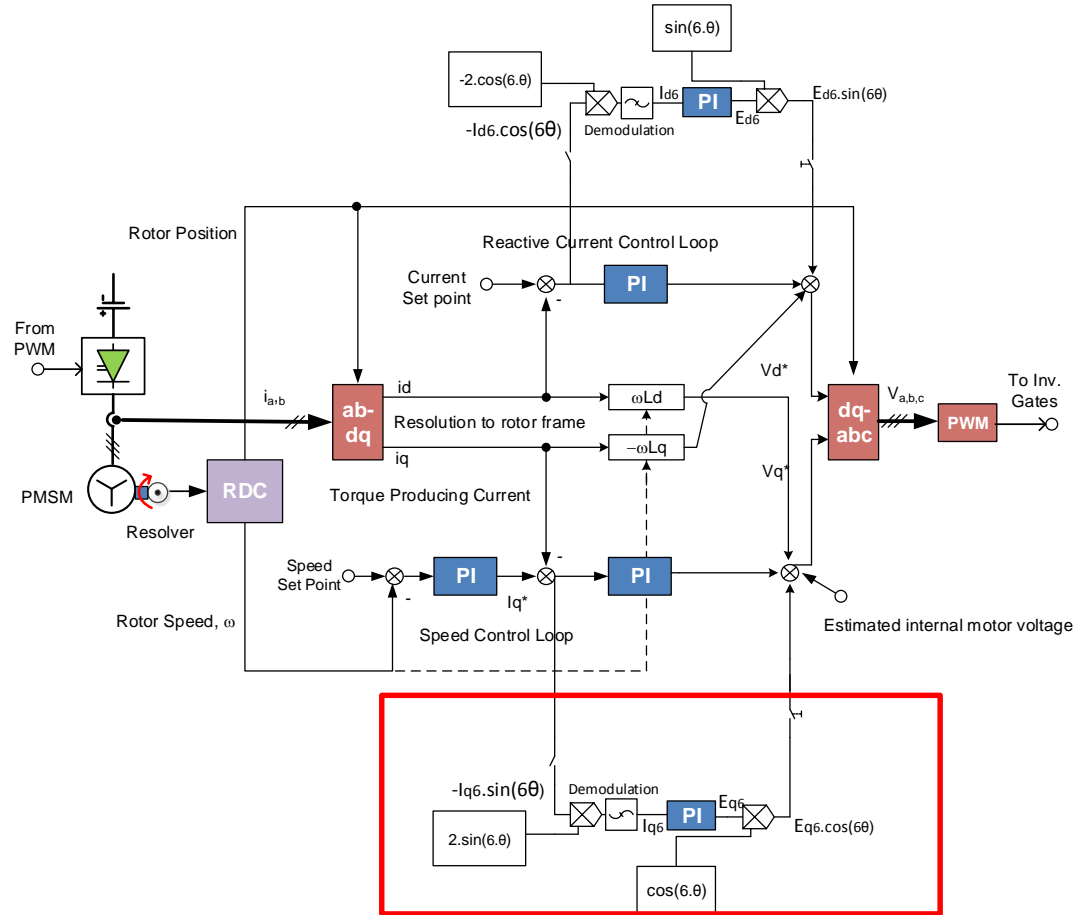 sin(6.θ)
-2.cos(6.θ)
Id6
PI
Ed6.sin(6θ)
Ed6
Demodulation
-Id6.cos(6θ)
Rotor Position
Reactive Current Control Loop
Current
Set point
PI
-
From
PWM
Vd*
To Inv.
Gates
ia,b
id
ωLd
Va,b,c
ab-
dq
Resolution to rotor frame
dq-
abc
PWM
iq
−ωLq
Vq*
PMSM
RDC
Torque Producing Current
Resolver
-
Speed
Set Point
PI
PI
-
Iq*
Rotor Speed, ω
Speed Control Loop
Estimated internal motor voltage
-Iq6.sin(6θ)
Demodulation
Eq6
PI
2.sin(6.θ)
Iq6
Eq6.cos(6θ)
cos(6.θ)